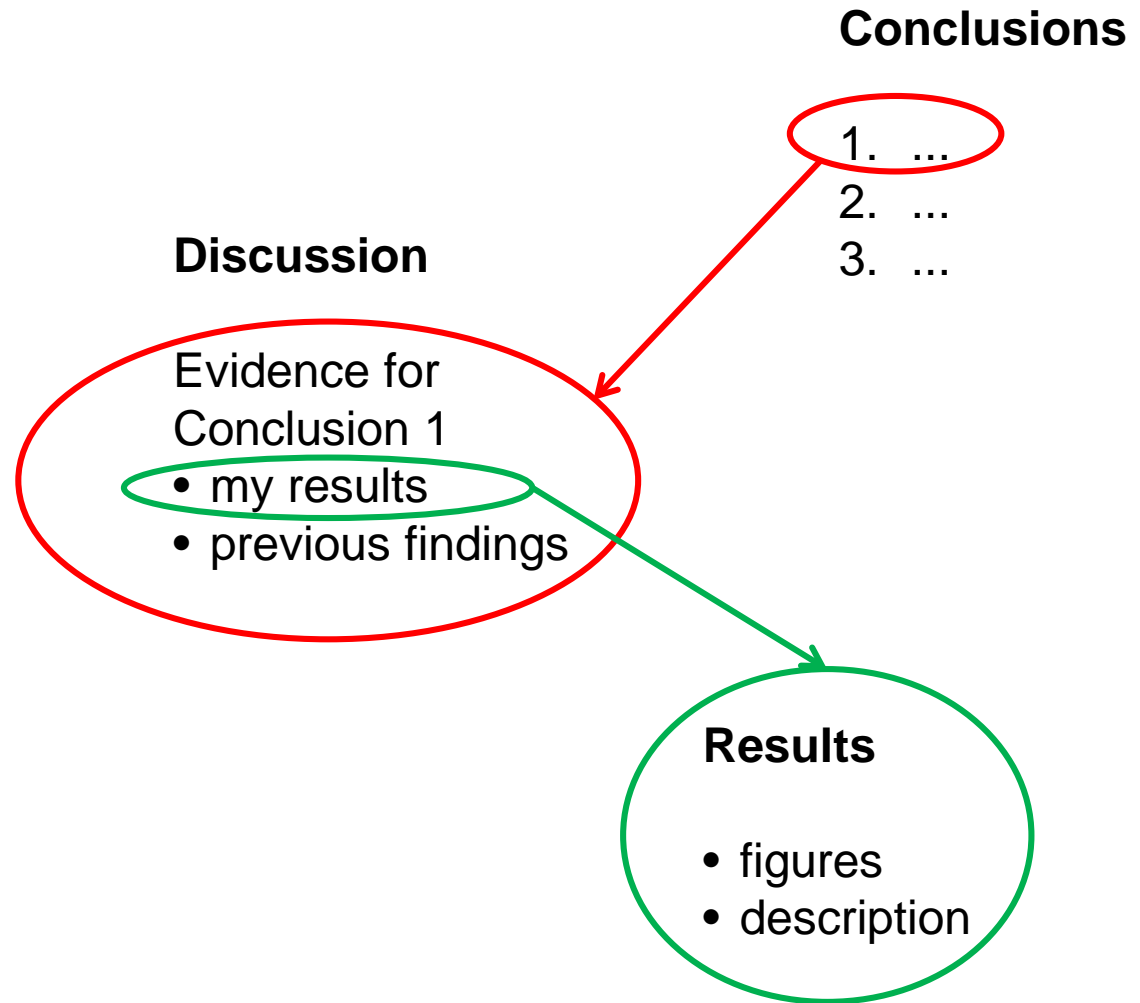 Conclusions
1. ...
2. ...
3. ...
Discussion
Evidence for
Conclusion 1
• my results
• previous findings
Results
• figures
• description